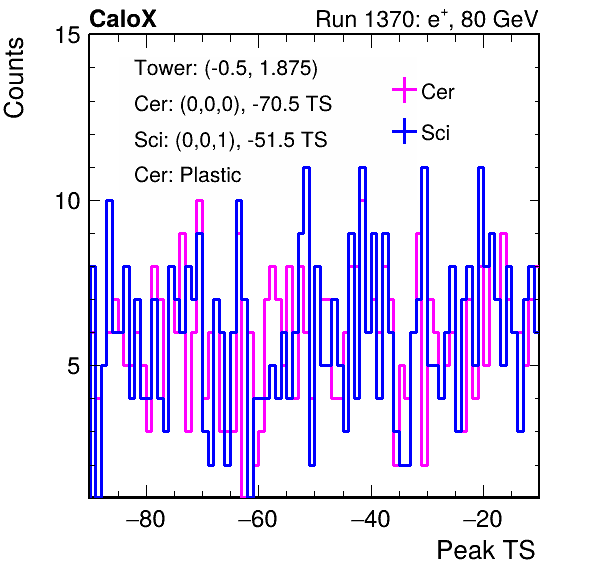 CaloX Run 1370: e⁺, 80 GeV
Counts
15
Tower: (-0.5, 1.875)
Cer: (0,0,0), -70.5 TS
Sci: (0,0,1), -51.5 TS
Cer: Plastic
Cer
Sci
10
5
−80 −60 −40 −20
Peak TS